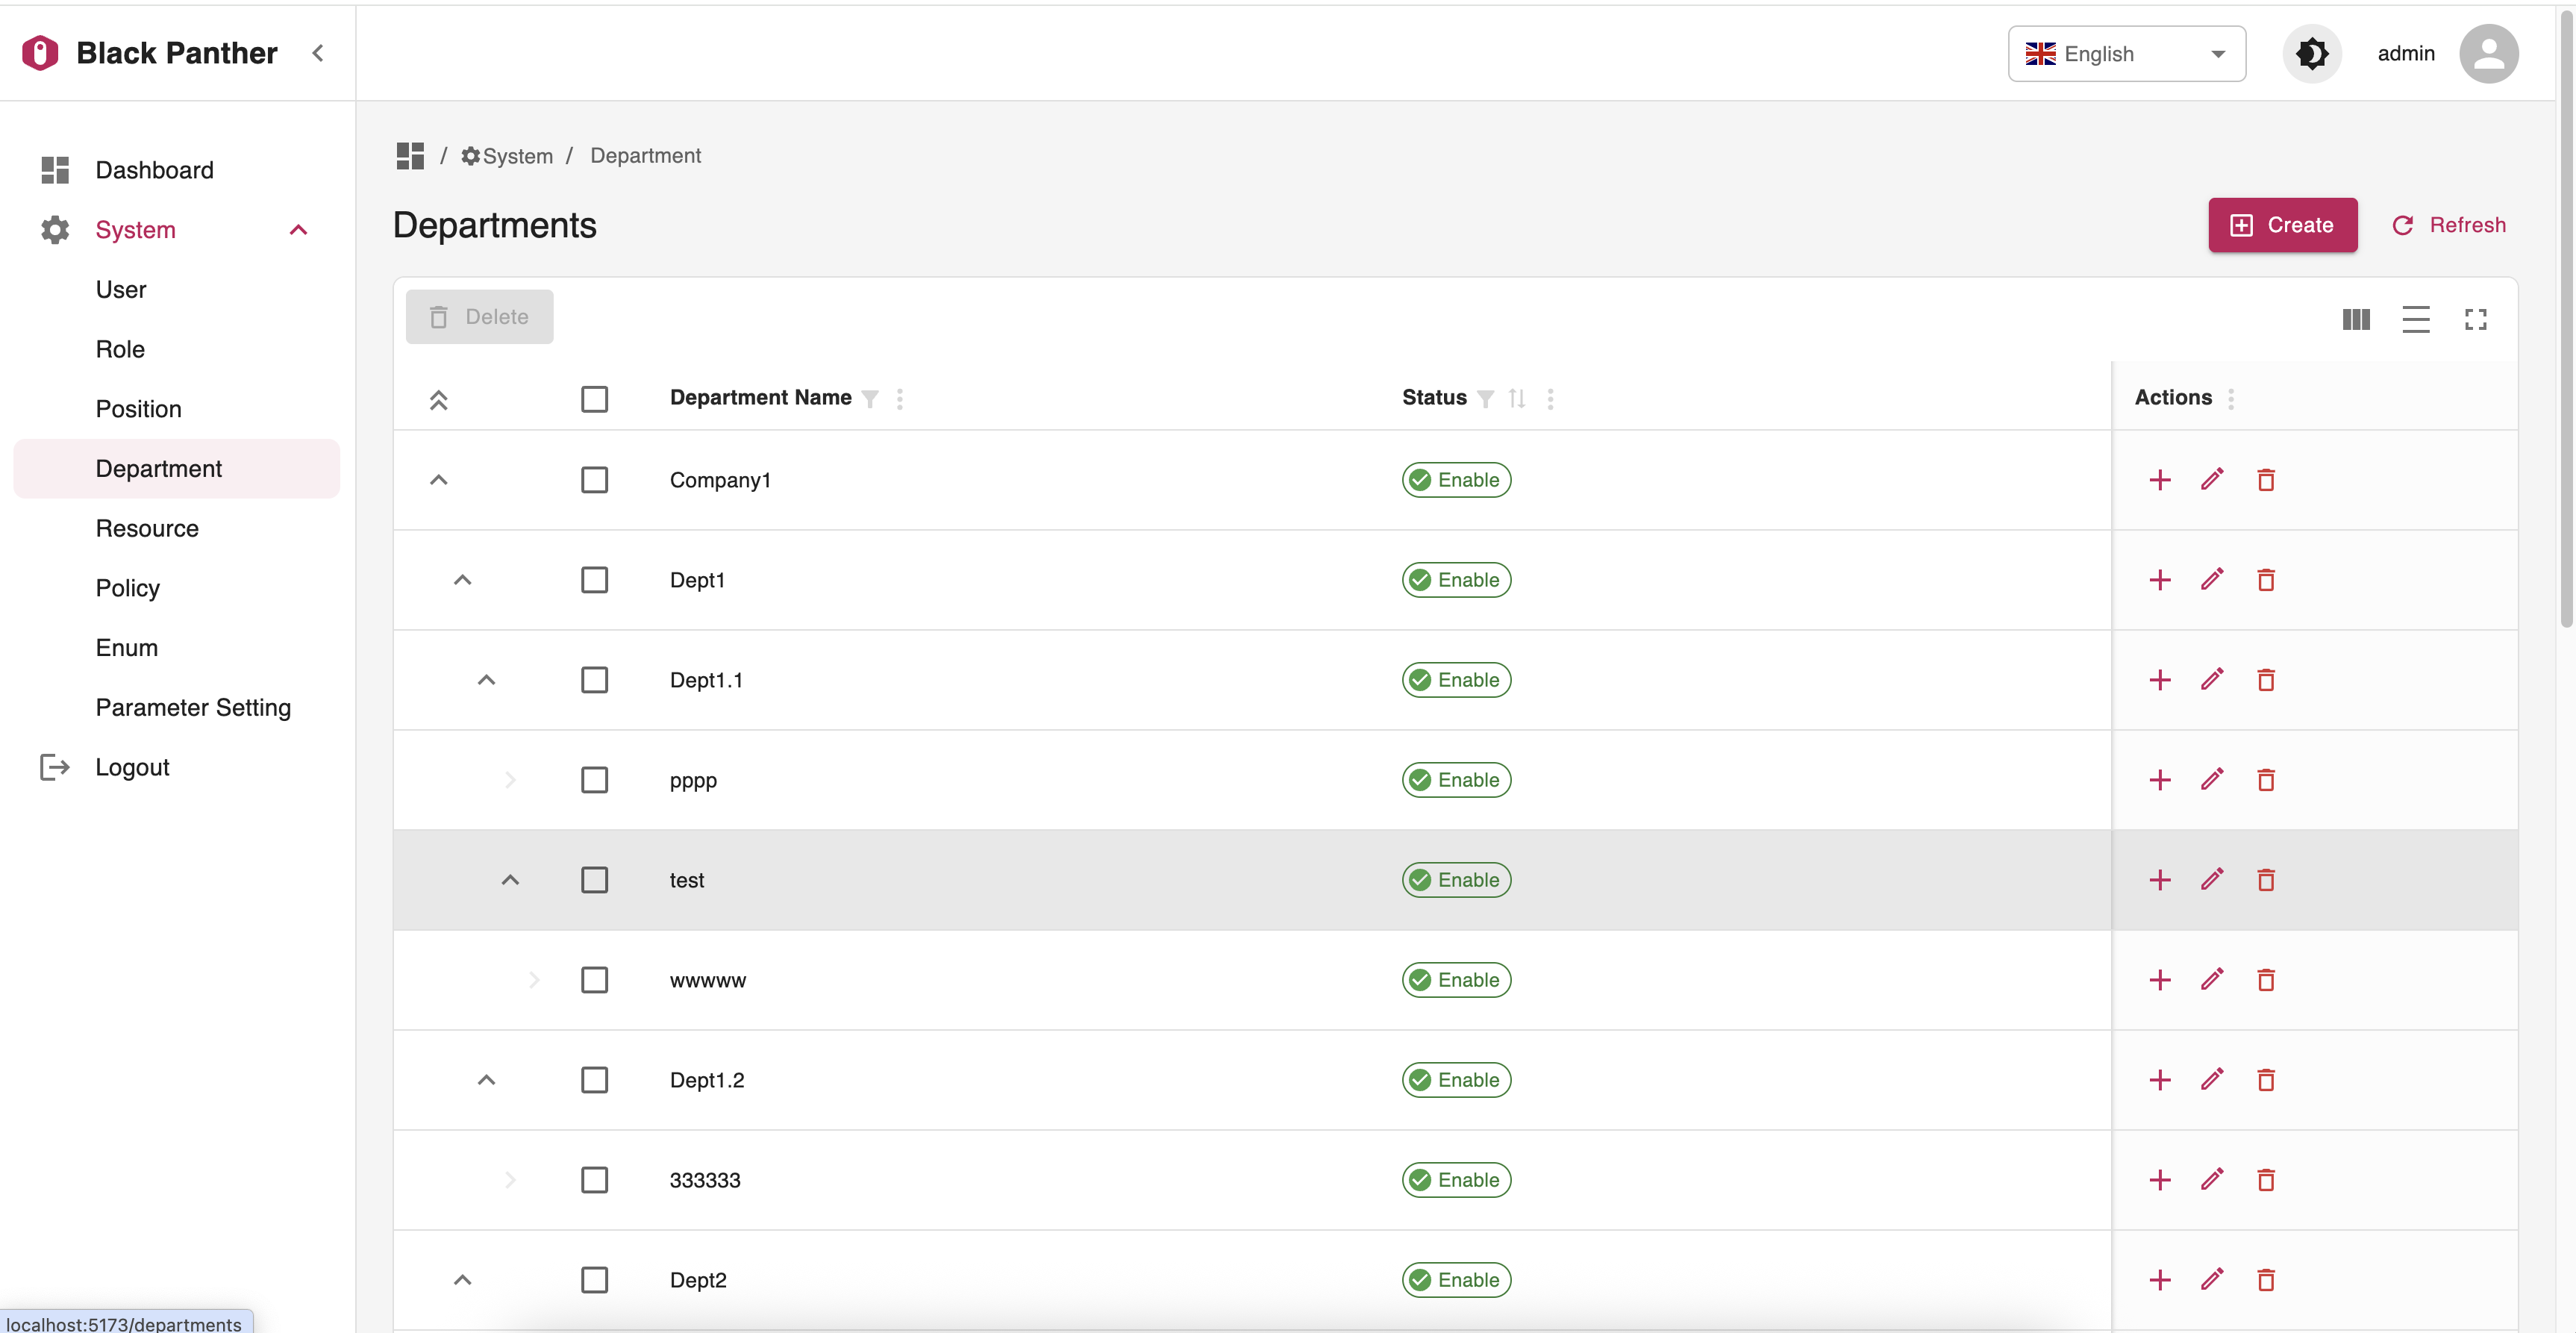 Black Panther
English
admin
Dashboard
System
User
Role
Position
Department
Resource
Policy
Enum
Parameter Setting
Logout
/ System / Department
Departments
Create
Refresh
Delete
Department Name Status Actions
Company1 Enable
Dept1 Enable
Dept1.1 Enable
pppp Enable
test Enable
wwwww Enable
Dept1.2 Enable
333333 Enable
Dept2 Enable
localhost:5173/departments